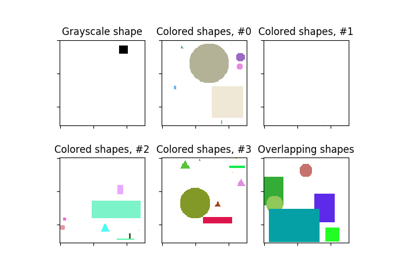 Grayscale shape
Colored shapes, #0
Colored shapes, #1
Colored shapes, #2
Colored shapes, #3
Overlapping shapes